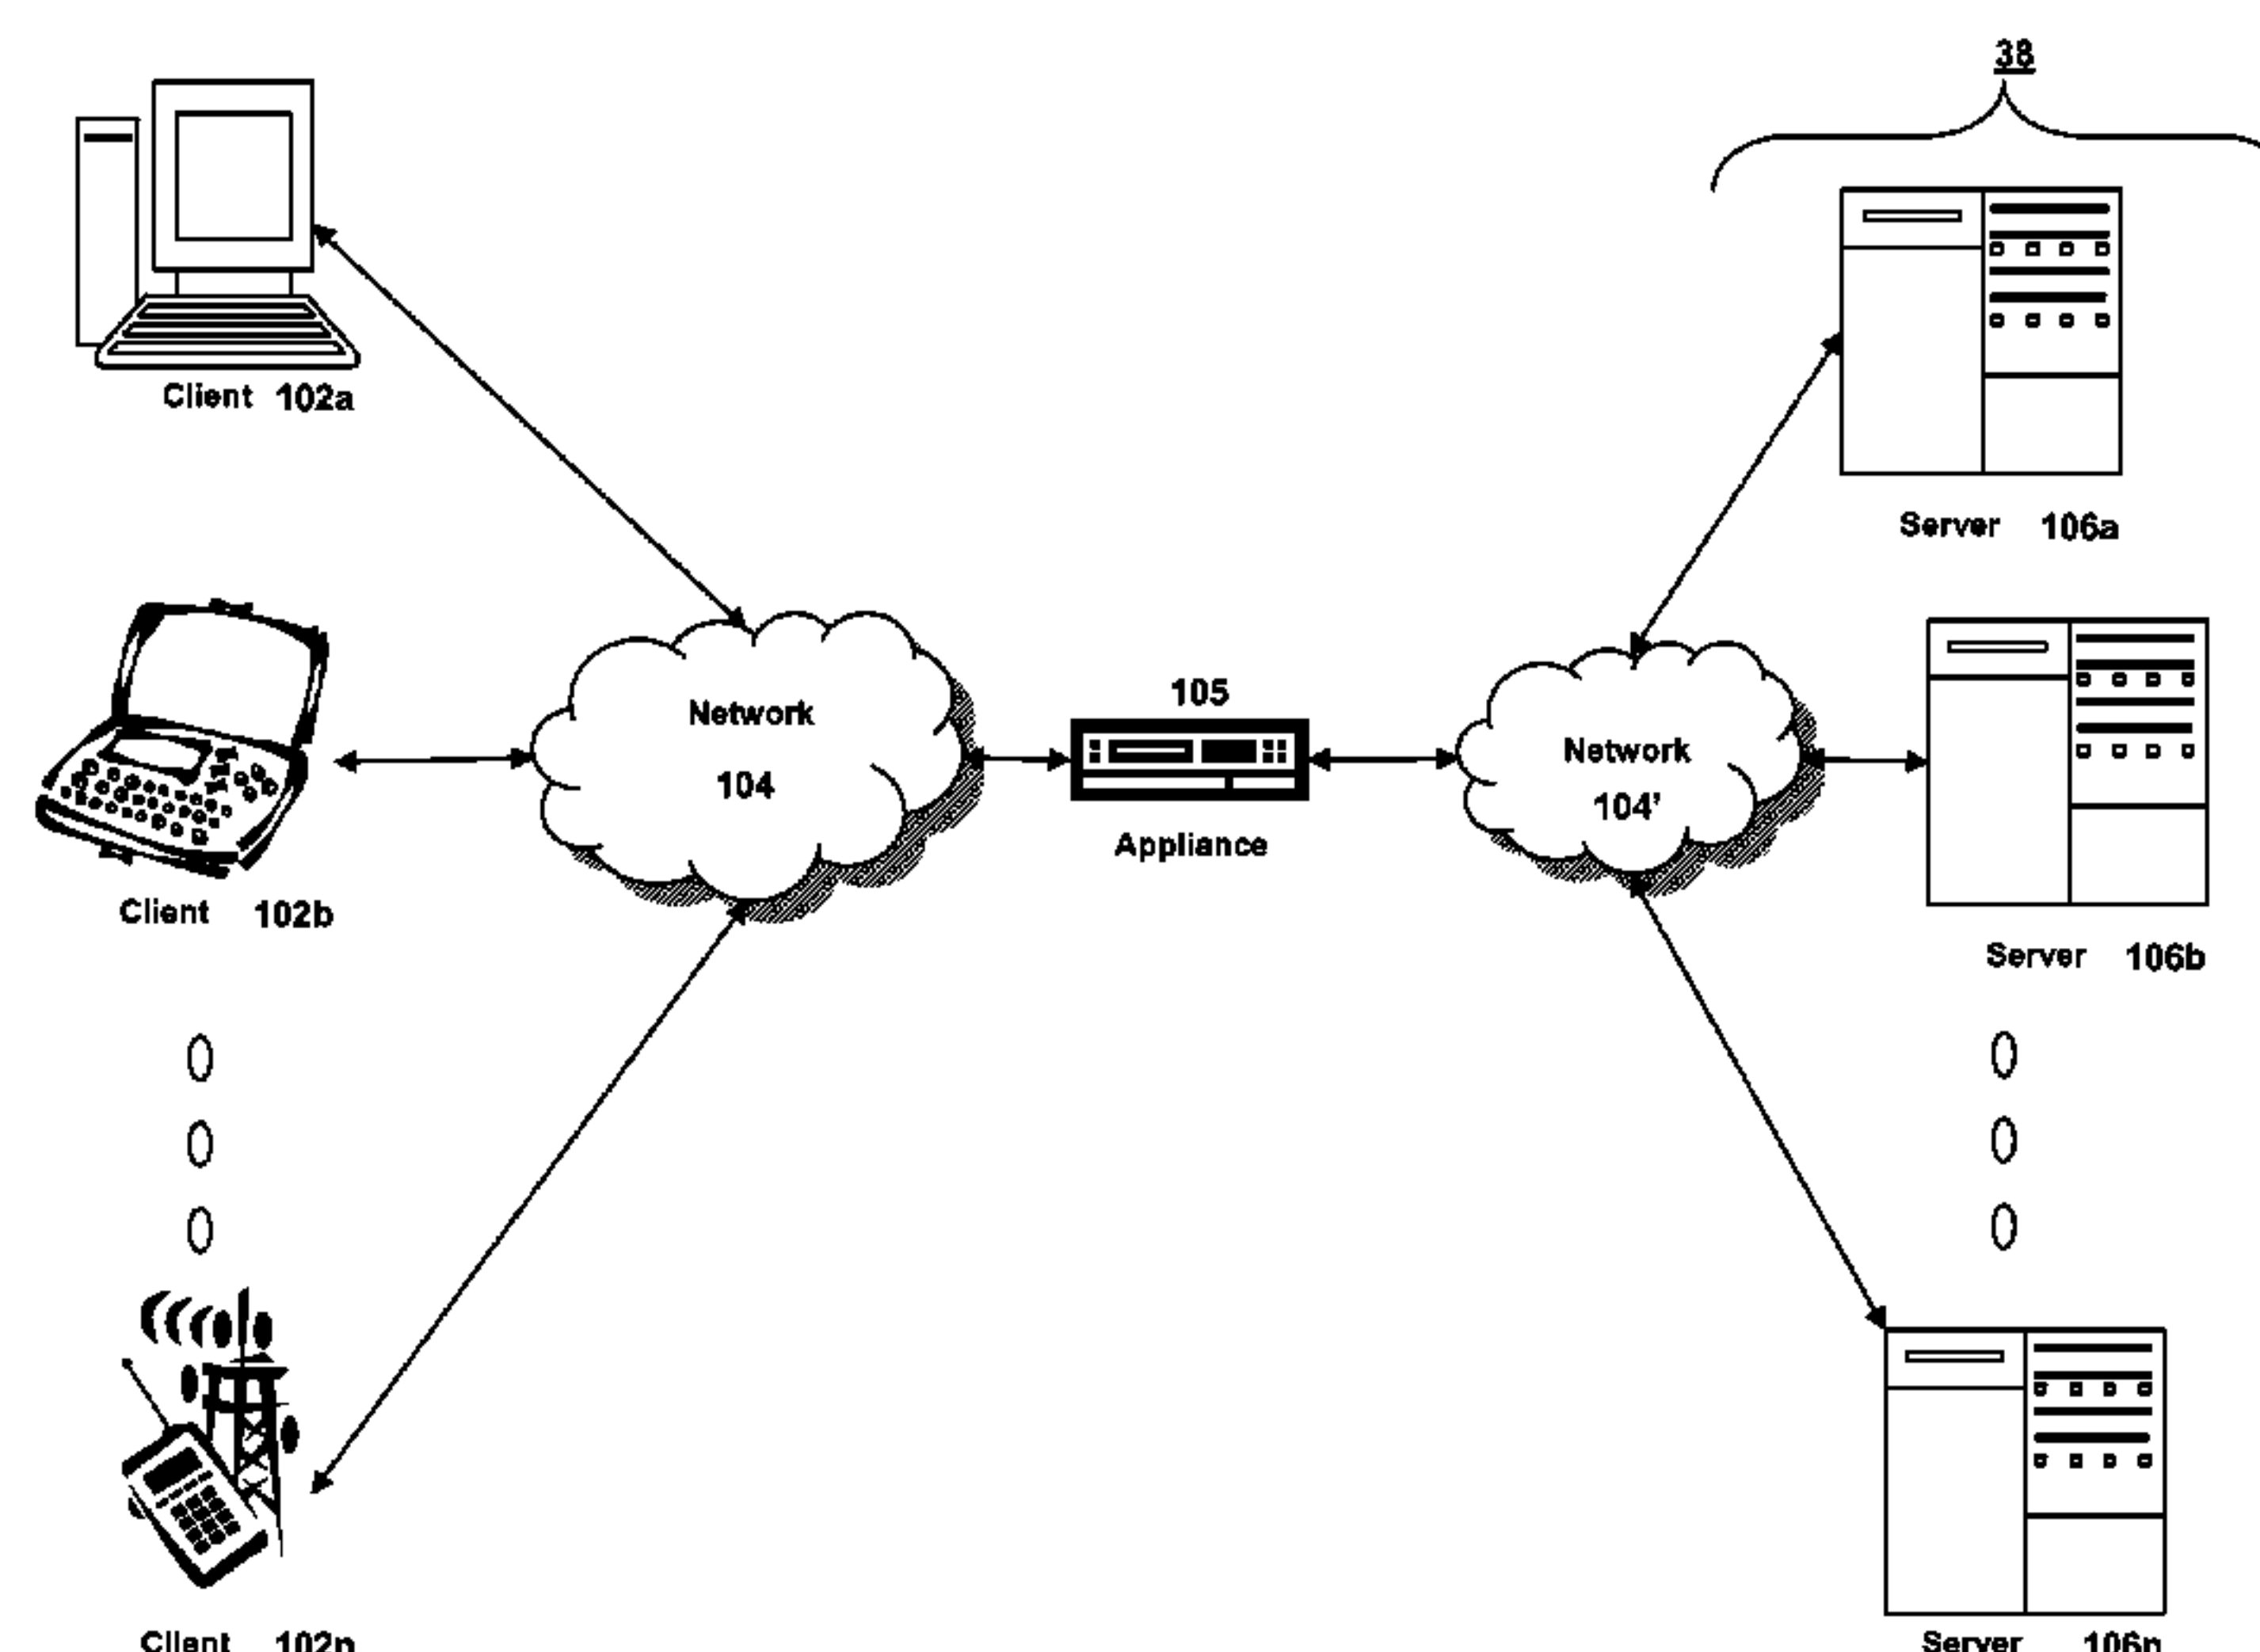 38
Client 102a
Server 106a
Network
104
105
Appliance
Network
104'
Client 102b
Server 106b
Client 102n
Server 106n